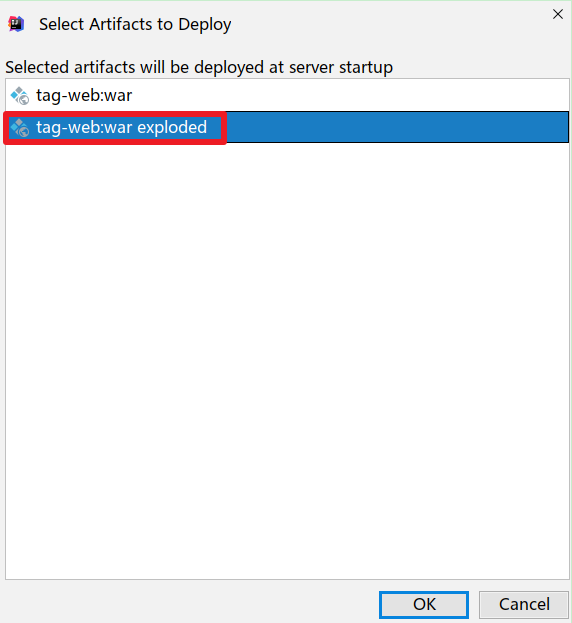 Select Artifacts to Deploy
Selected artifacts will be deployed at server startup
tag-web:war
tag-web:war exploded
OK
Cancel